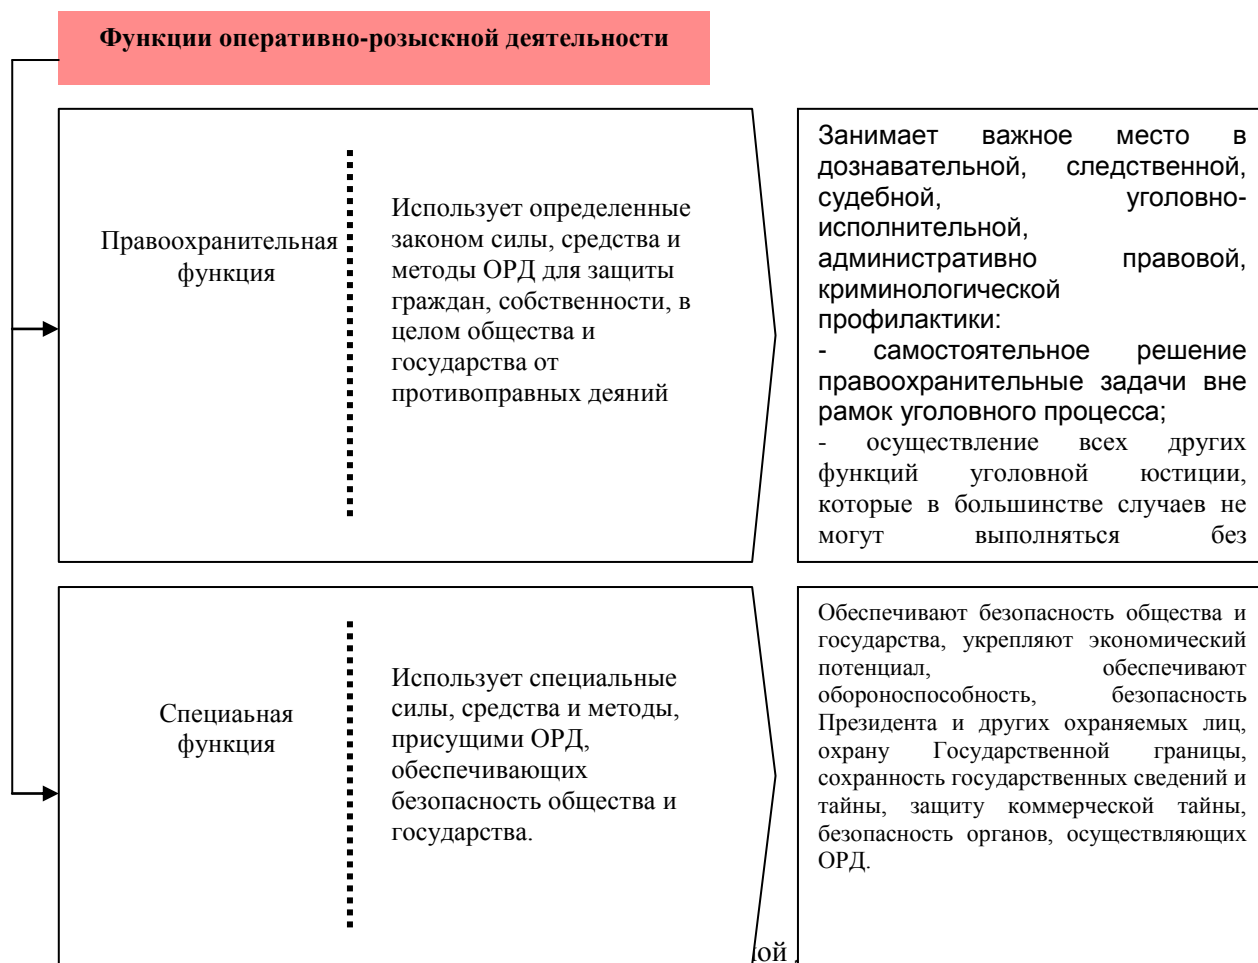 Функции оперативно-розыскной деятельности
Правоохранительная
функция
Использует определенные
законом силы, средства и
методы ОРД для защиты
граждан, собственности, в
целом общества и
государства от
противоправных деяний
Занимает важное место в
дознавательной, следственной,
судебной, уголовно-
исполнительной,
административно правовой,
криминологической
профилактики:
- самостоятельное решение
правоохранительные задачи вне
рамок уголовного процесса;
- осуществление всех других
функций уголовной юстиции,
которые в большинстве случаев не
могут выполняться без
Специаьная
функция
Использует специальные
силы, средства и методы,
присущими ОРД,
обеспечивающих
безопасность общества и
государства.
Обеспечивают безопасность общества и
государства, укрепляют экономический
потенциал, обеспечивают
обороноспособность, безопасность
Президента и других охраняемых лиц,
охрану Государственной границы,
сохранность государственных сведений и
тайны, защиту коммерческой тайны,
безопасность органов, осуществляющих
ОРД.